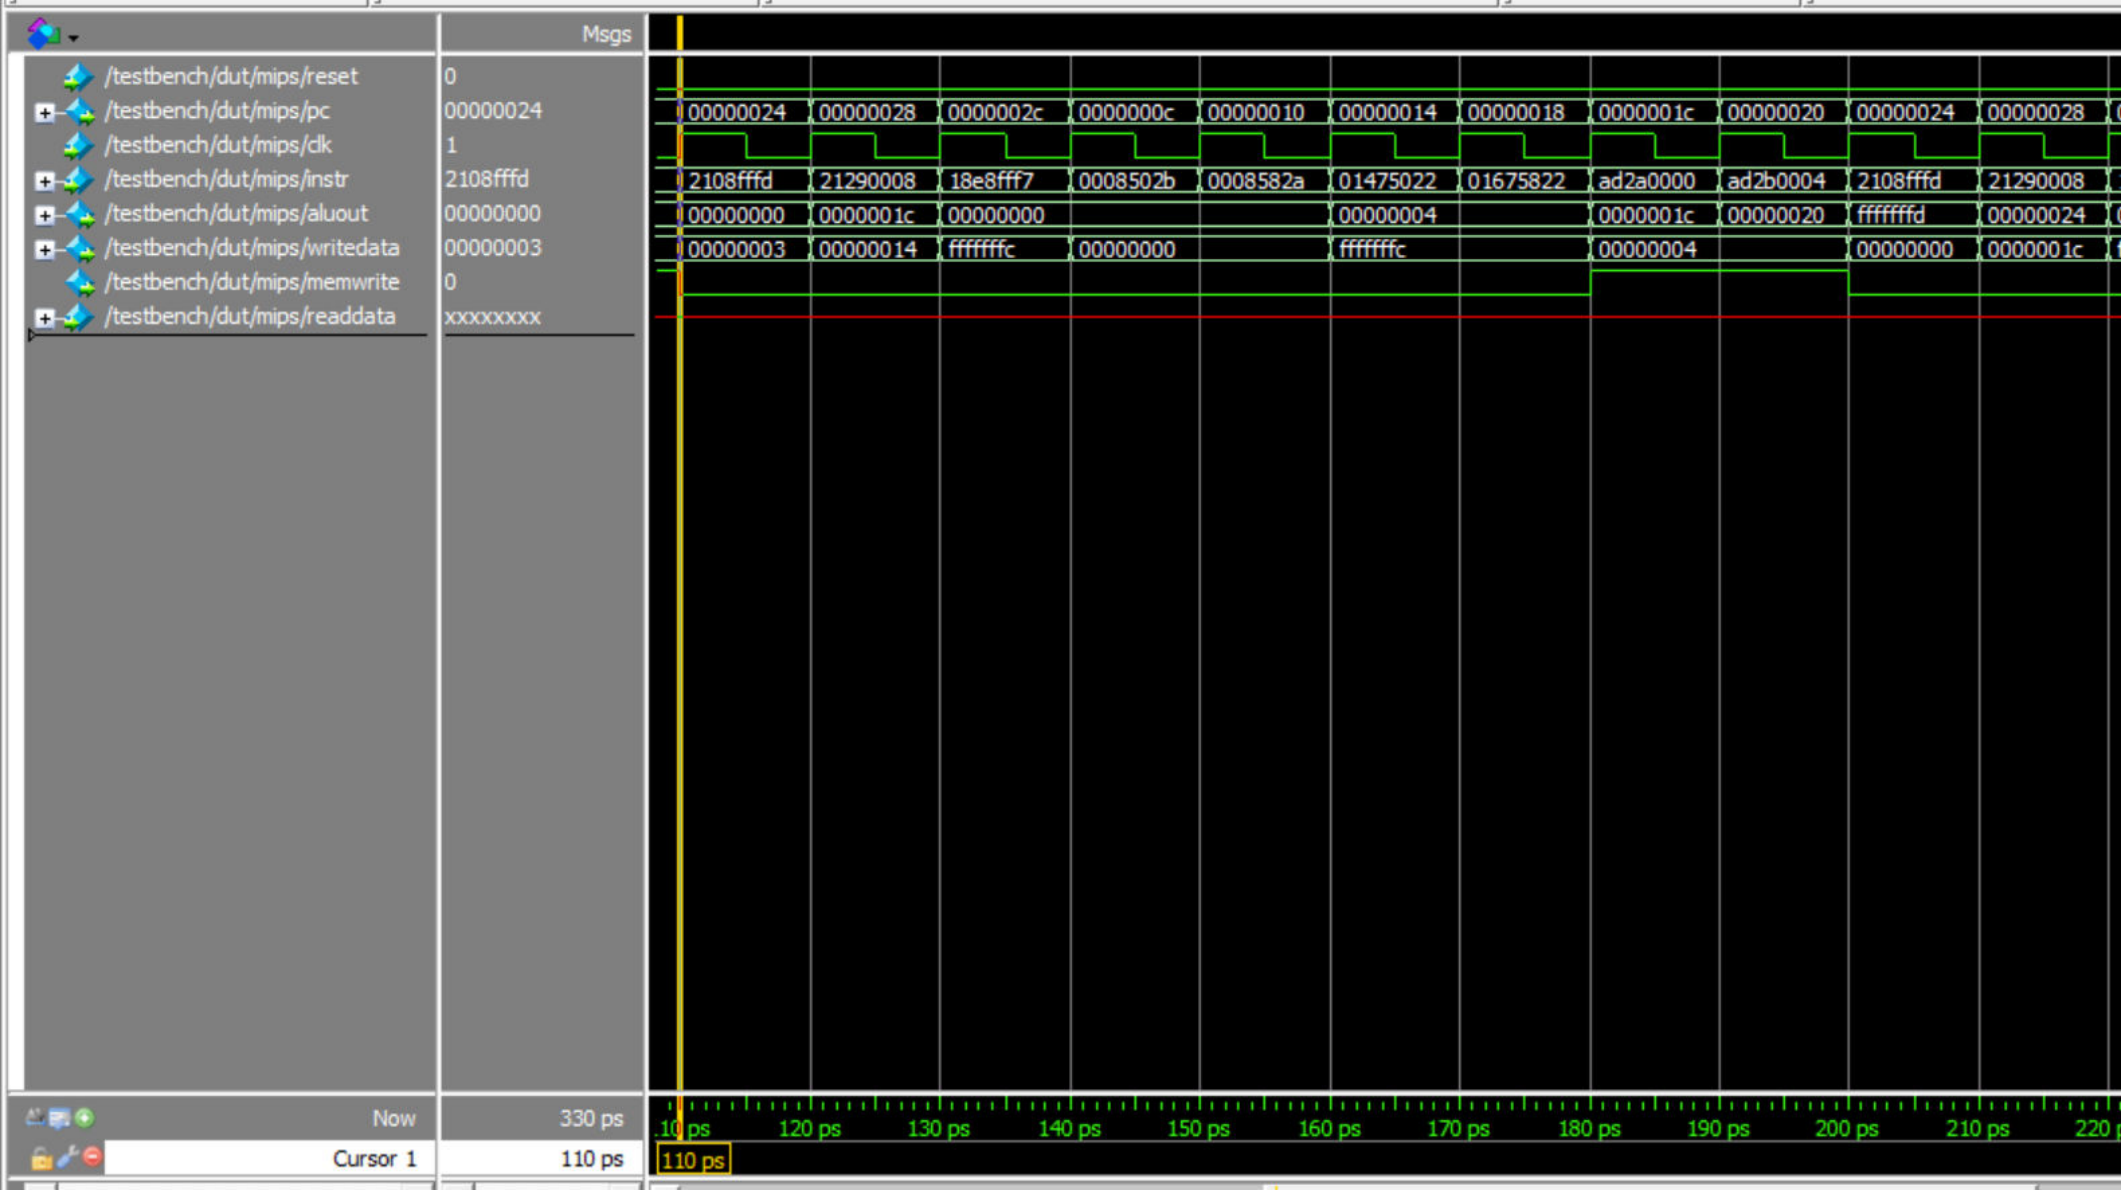 Msgs
/testbench/dut/mips/reset 0
/testbench/dut/mips/pc 00000024 00000024 00000028 0000002c 0000000c 00000010 00000014 00000018 0000001c 00000020 00000024 00000028
/testbench/dut/mips/clk 1
/testbench/dut/mips/instr 2108fffd 2108fffd 21290008 18e8fff7 0008502b 0008582a 01475022 01675822 ad2a0000 ad2b0004 2108fffd 21290008
/testbench/dut/mips/aluout 00000000 00000000 0000001c 00000000 00000004 0000001c 00000020 fffffffd 00000024
/testbench/dut/mips/writedata 00000003 00000003 00000014 fffffffc 00000000 fffffffc 00000004 00000000 0000001c
/testbench/dut/mips/memwrite 0
/testbench/dut/mips/readdata xxxxxxxx
Now 330 ps .10 ps 120 ps 130 ps 140 ps 150 ps 160 ps 170 ps 180 ps 190 ps 200 ps 210 ps 220 p
Cursor 1 110 ps 110 ps